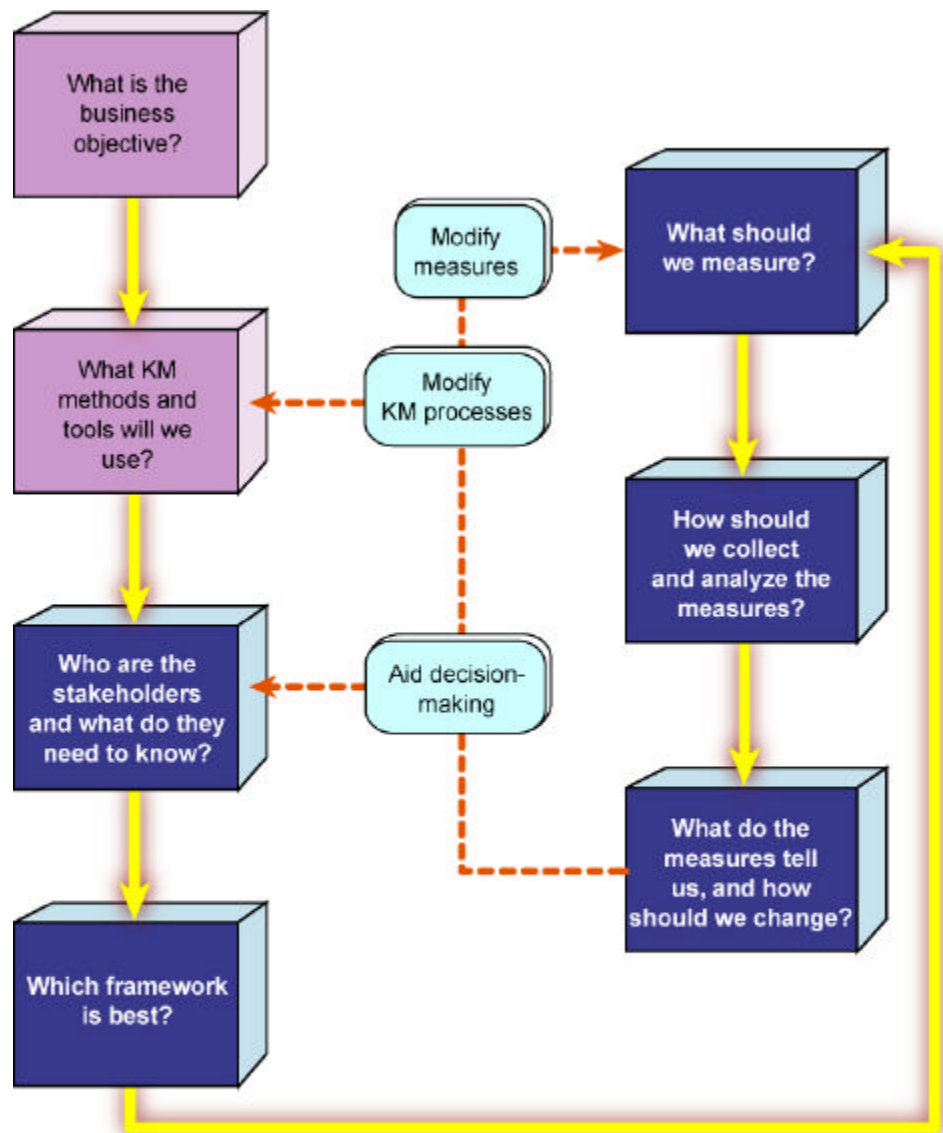 What is the
business
objective?
What KM
methods and
tools will we
use?
Who are the
stakeholders
and what do they
need to know?
Which framework
is best?
Modify
measures
Modify
KM processes
Aid decision-
making
What should
we measure?
How should
we collect
and analyze the
measures?
What do the
measures tell
us, and how
should we change?